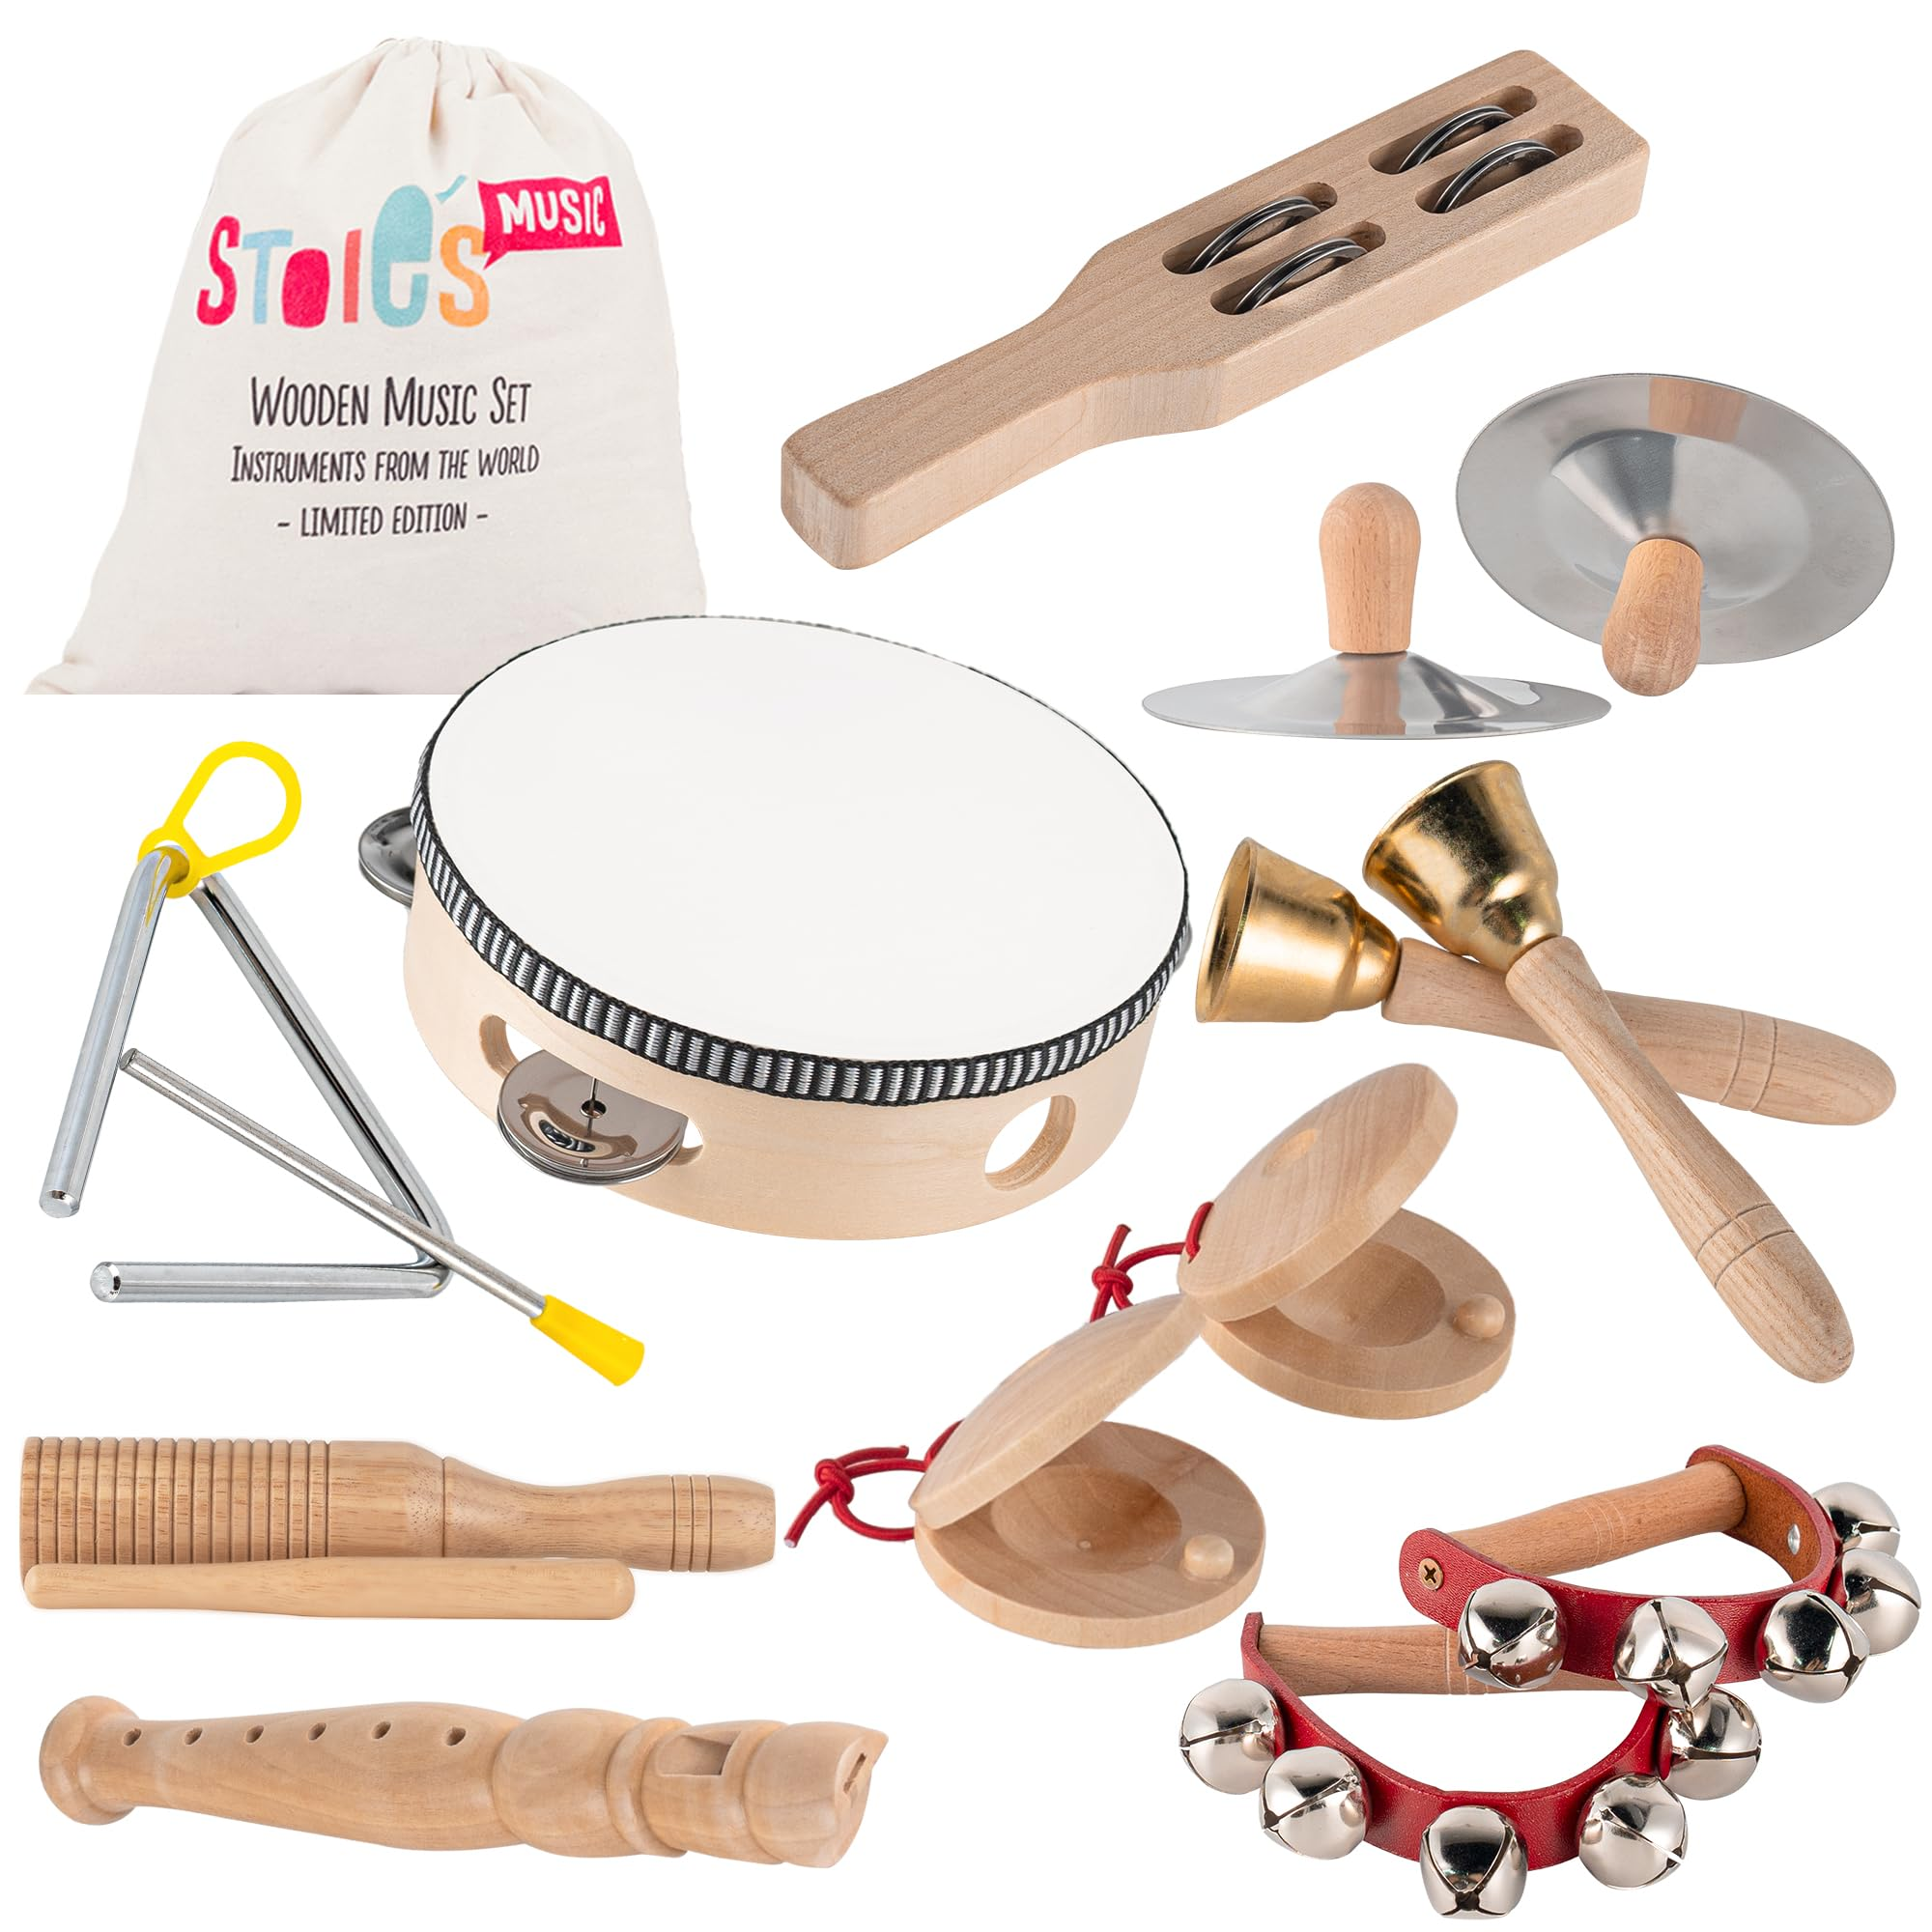 STOIE'S MUSIC
WOODEN MUSIC SET
INSTRUMENTS FROM THE WORLD
- LIMITED EDITION -